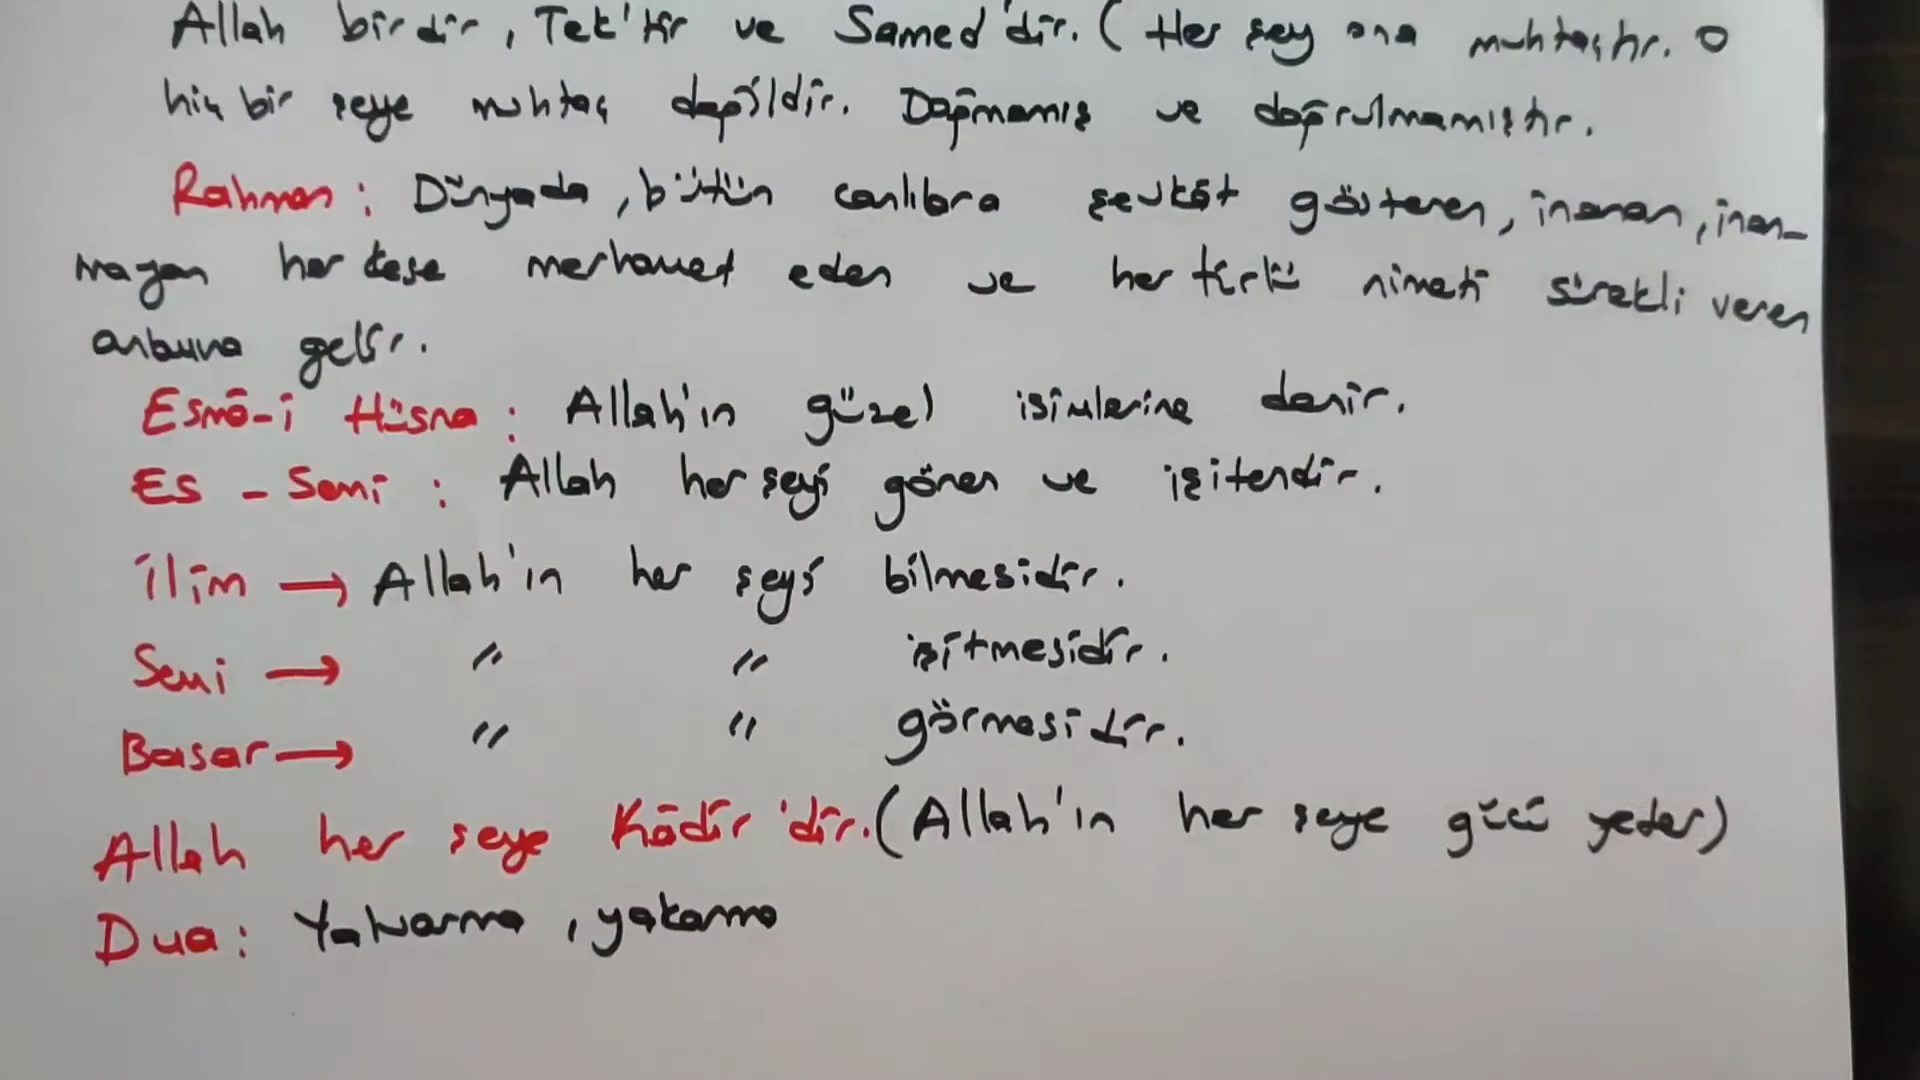 Allah birdir, Tek'tir ve Samed'dir. (Her şey ona muhtaçtır. O
hiç bir şeye muhtaç değildir. Doğmamış ve doğrulmamıştır.
Rahman: Dünyada, bütün canlılara şevkât gösteren, inanan, inan-
mayan herkese merhamet eden ve her türlü nimeti sürekli veren
anlamına gelir.
Esmâ-i Hüsna: Allah'ın güzel isimlerine denir.
Es - Semi: Allah her şeyi gören ve işitendir.
İlim → Allah'ın her şeyi bilmesidir.
Semi → " " işitmesidir.
Basar → " " görmesidir.
Allah her şeye Kâdir'dir. (Allah'ın her şeye gücü yeter)
Dua: Yalvarma, yakarma